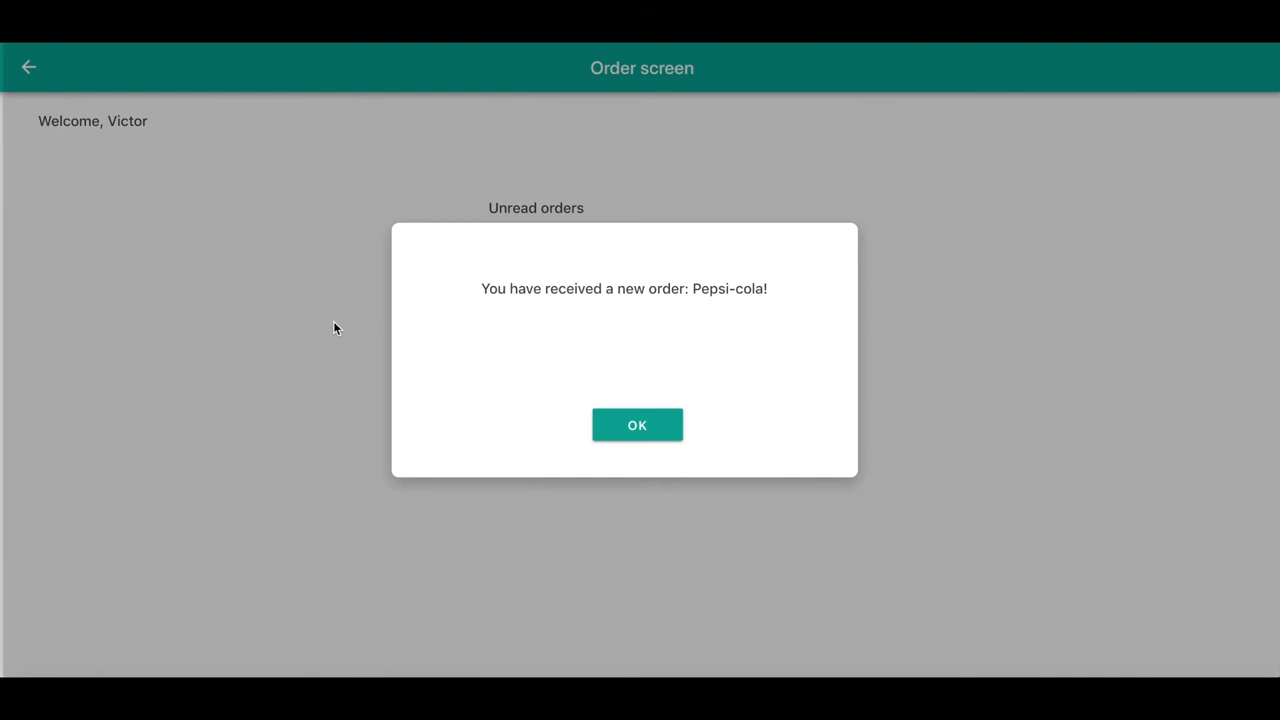 Order screen
Welcome, Victor
Unread orders
You have received a new order: Pepsi-cola!
OK